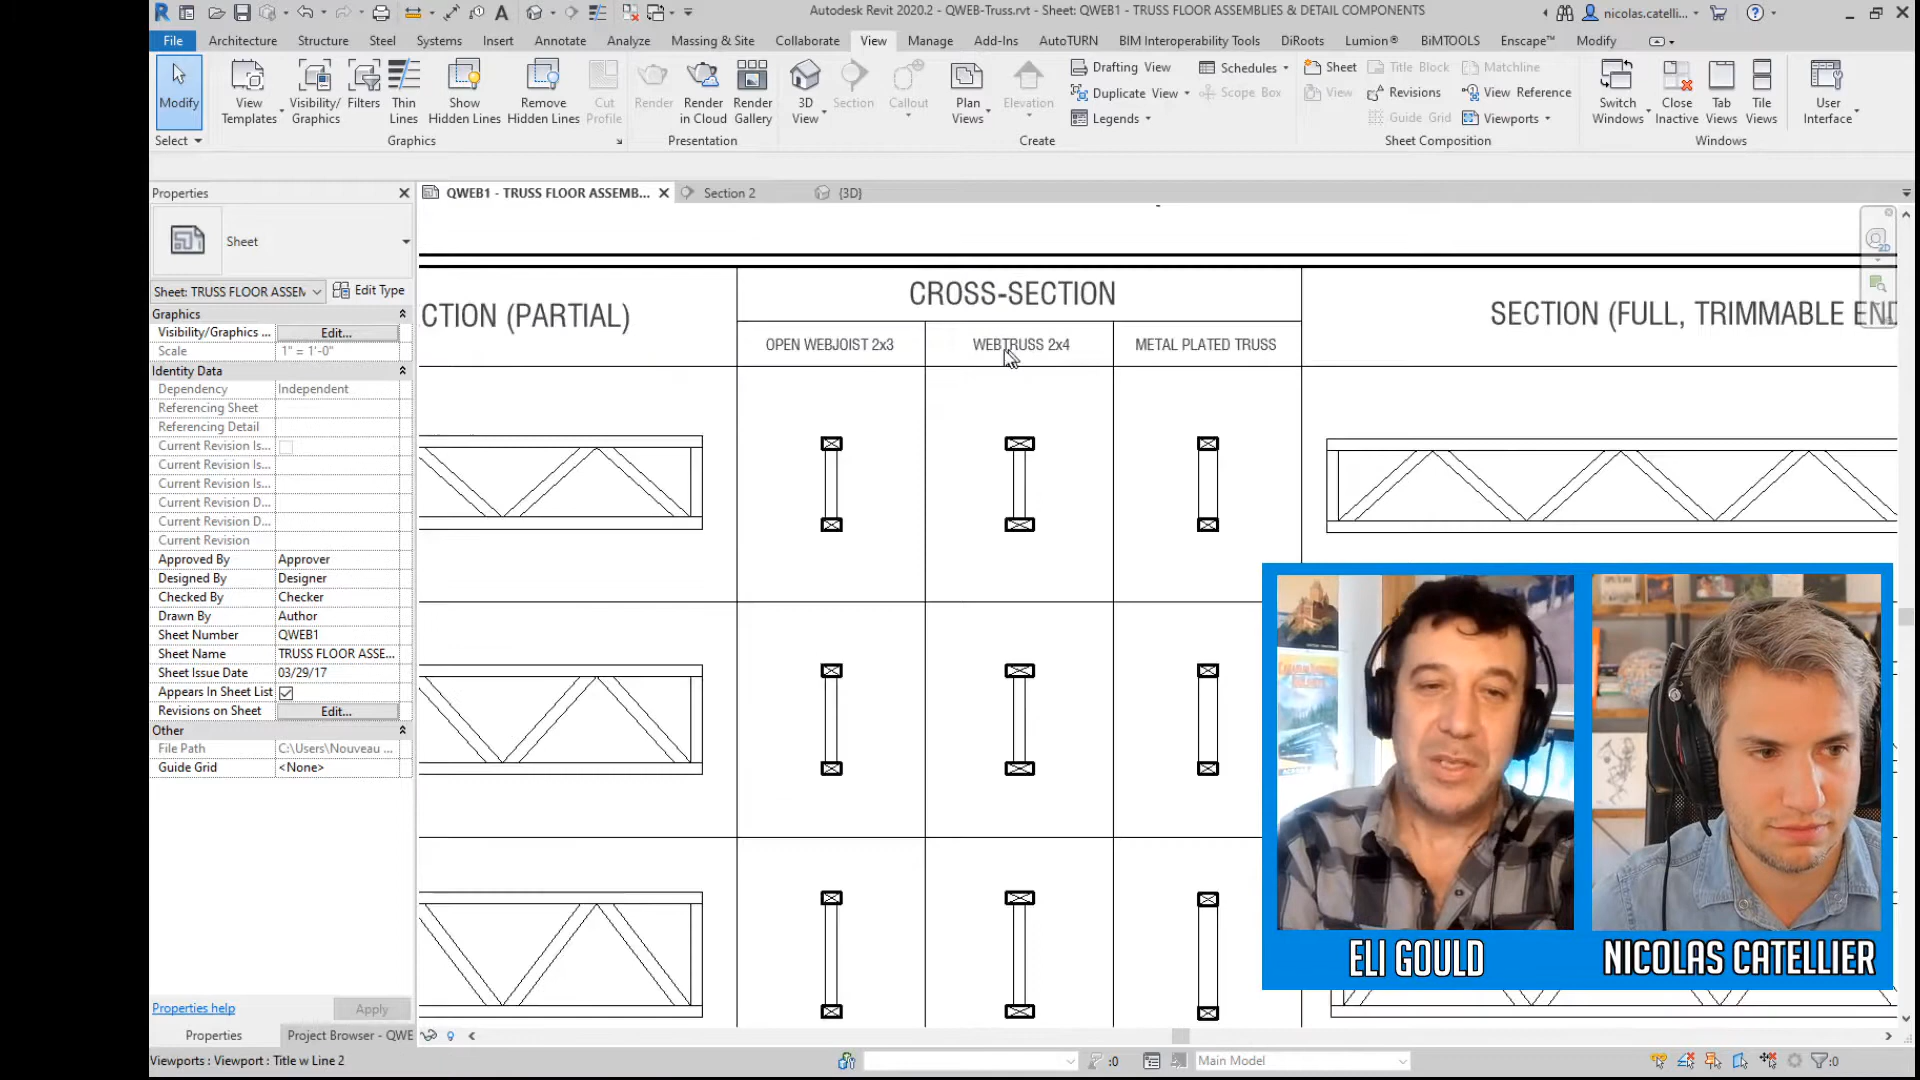 Autodesk Revit 2020.2 - QWEB-Truss.rvt - Sheet: QWEB1 - TRUSS FLOOR ASSEMBLIES & DETAIL COMPONENTS
nicolas.catelli...
File Architecture Structure Steel Systems Insert Annotate Analyze Massing & Site Collaborate View Manage Add-Ins AutoTURN BIM Interoperability Tools DiRoots Lumion® BiMTOOLS Enscape™ Modify
Modify
View Templates
Visibility/ Graphics
Filters
Thin Lines
Show Hidden Lines
Remove Hidden Lines
Cut Profile
Render
Render in Cloud
Render Gallery
3D View
Section
Callout
Plan Views
Elevation
Drafting View
Duplicate View
Legends
Schedules
Scope Box
Sheet
View
Title Block
Revisions
Guide Grid
Matchline
View Reference
Viewports
Switch Windows
Close Inactive
Tab Views
Tile Views
User Interface
Select
Graphics
Presentation
Create
Sheet Composition
Windows
Properties
QWEB1 - TRUSS FLOOR ASSEMB...
Section 2
{3D}
Sheet
Sheet: TRUSS FLOOR ASSEM
Edit Type
Graphics
Visibility/Graphics ... Edit...
Scale 1" = 1'-0"
Identity Data
Dependency Independent
Referencing Sheet
Referencing Detail
Current Revision Is...
Current Revision Is...
Current Revision Is...
Current Revision D...
Current Revision D...
Current Revision
Approved By Approver
Designed By Designer
Checked By Checker
Drawn By Author
Sheet Number QWEB1
Sheet Name TRUSS FLOOR ASSE...
Sheet Issue Date 03/29/17
Appears In Sheet List
Revisions on Sheet Edit...
Other
File Path C:\Users\Nouveau ...
Guide Grid <None>
Properties help
Apply
Properties
Project Browser - QWE
Viewports : Viewport : Title w Line 2
:0
Main Model
:0
2D
CTION (PARTIAL)
CROSS-SECTION
SECTION (FULL, TRIMMABLE END
OPEN WEBJOIST 2x3
WEBTRUSS 2x4
METAL PLATED TRUSS
ELI GOULD
NICOLAS CATELLIER